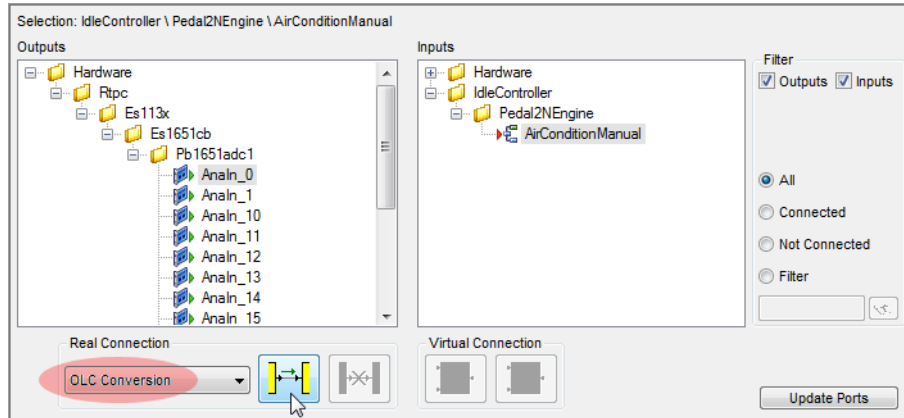 Selection: IdleController \ Pedal2NEngine \ AirConditionManual
Outputs
Hardware
Rtpc
Es113x
Es1651cb
Pb1651adc1
AnaIn_0
AnaIn_1
AnaIn_10
AnaIn_11
AnaIn_12
AnaIn_13
AnaIn_14
AnaIn_15
Inputs
Hardware
IdleController
Pedal2NEngine
AirConditionManual
Filter
Outputs Inputs
All
Connected
Not Connected
Filter
Real Connection
OLC Conversion
Virtual Connection
Update Ports